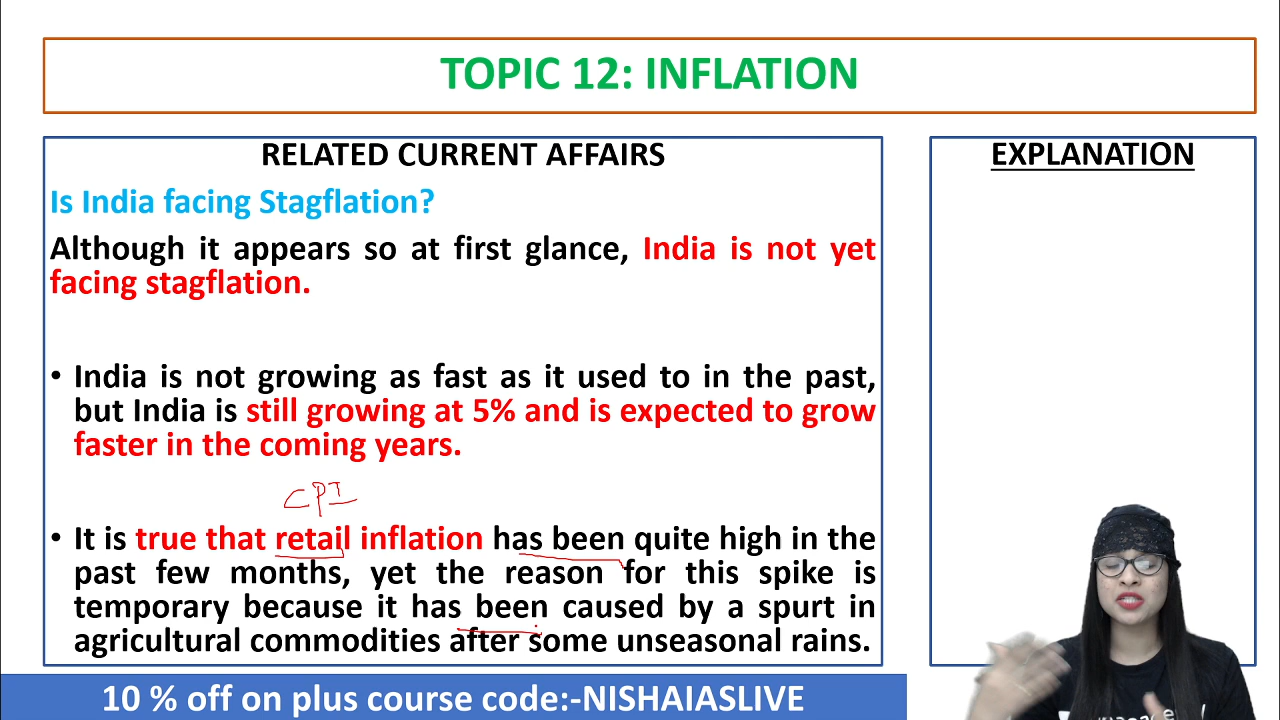 TOPIC 12: INFLATION
RELATED CURRENT AFFAIRS
Is India facing Stagflation?
Although it appears so at first glance, India is not yet
facing stagflation.
• India is not growing as fast as it used to in the past,
but India is still growing at 5% and is expected to grow
faster in the coming years.
CPI
• It is true that retail inflation has been quite high in the
past few months, yet the reason for this spike is
temporary because it has been caused by a spurt in
agricultural commodities after some unseasonal rains.
EXPLANATION
10 % off on plus course code:-NISHAIASLIVE